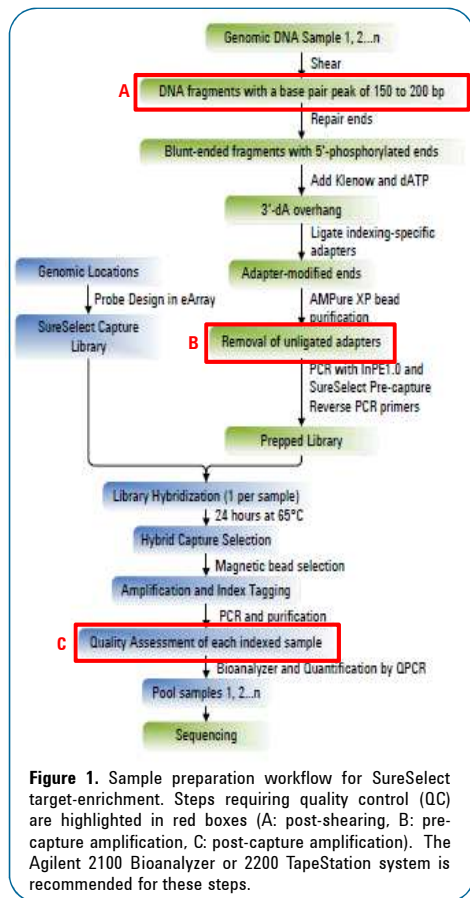 Genomic DNA Sample 1, 2...n
Shear
A
DNA fragments with a base pair peak of 150 to 200 bp
Repair ends
Blunt-ended fragments with 5'-phosphorylated ends
Add Klenow and dATP
3'-dA overhang
Ligate indexing-specific
adapters
Genomic Locations
Adapter-modified ends
Probe Design in eArray
AMPure XP bead
purification
SureSelect Capture
Library
B
Removal of unligated adapters
PCR with InPE1.0 and
SureSelect Pre-capture
Reverse PCR primers
Prepped Library
Library Hybridization (1 per sample)
24 hours at 65°C
Hybrid Capture Selection
Magnetic bead selection
Amplification and Index Tagging
PCR and purification
C
Quality Assessment of each indexed sample
Bioanalyzer and Quantification by QPCR
Pool samples 1, 2...n
Sequencing
Figure 1. Sample preparation workflow for SureSelect
target-enrichment. Steps requiring quality control (QC)
are highlighted in red boxes (A: post-shearing, B: pre-
capture amplification, C: post-capture amplification). The
Agilent 2100 Bioanalyzer or 2200 TapeStation system is
recommended for these steps.